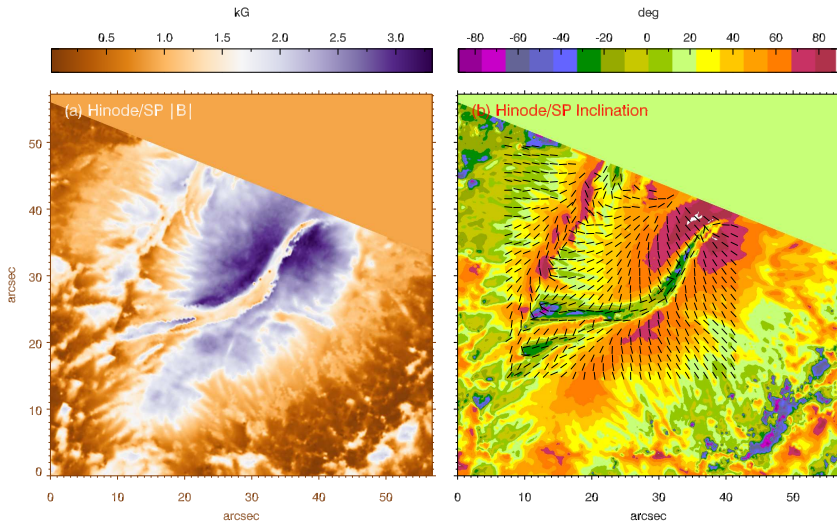 kG
deg
0.5 1.0 1.5 2.0 2.5 3.0
-80 -60 -40 -20 0 20 40 60 80
(a) Hinode/SP |B|
(b) Hinode/SP Inclination
50
40
30
20
10
0
arcsec
0 10 20 30 40 50
0 10 20 30 40 50
arcsec
arcsec